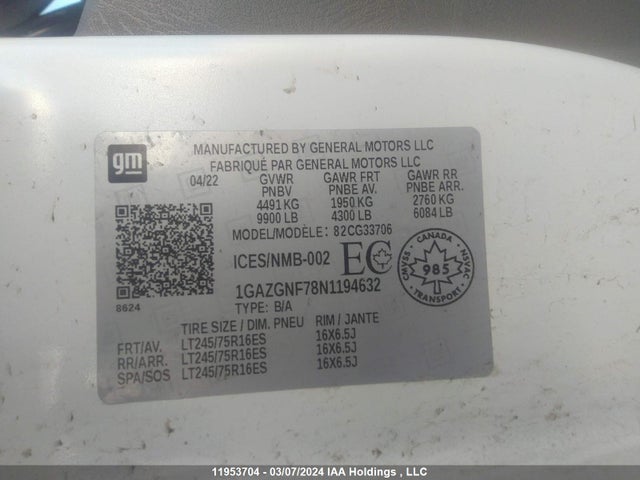 gm
MANUFACTURED BY GENERAL MOTORS LLC
FABRIQUÉ PAR GENERAL MOTORS LLC
04/22 GVWR GAWR FRT GAWR RR
PNBV PNBE AV. PNBE ARR.
4491 KG 1950 KG 2760 KG
9900 LB 4300 LB 6084 LB
MODEL/MODÈLE: 82CG33706
ICES/NMB-002 EC
CANADA
CMVSS 985 NSVAC
TRANSPORT
1GAZGNF78N1194632
8624 TYPE: B/A
TIRE SIZE / DIM. PNEU RIM / JANTE
FRT/AV. LT245/75R16ES 16X6.5J
RR/ARR. LT245/75R16ES 16X6.5J
SPA/SOS LT245/75R16ES 16X6.5J
11953704 - 03/07/2024 IAA Holdings , LLC